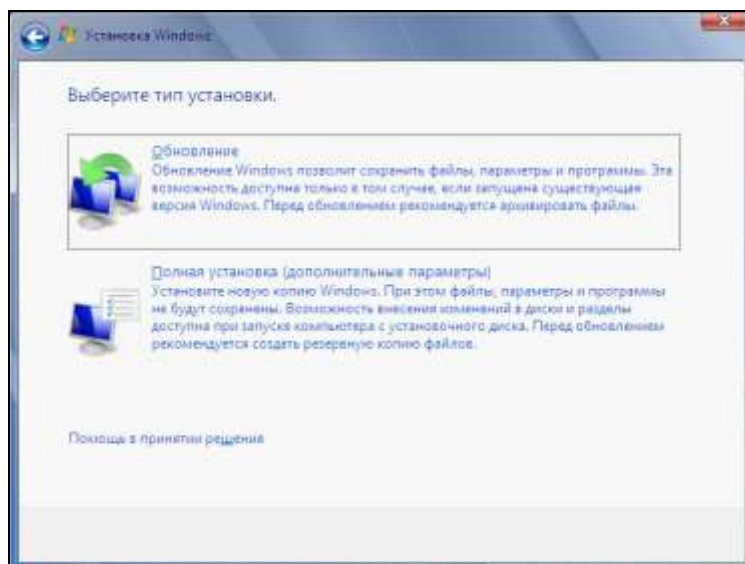 Установка Windows
Выберите тип установки.
Обновление
Обновление Windows позволит сохранить файлы, параметры и программы. Эта
возможность доступна только в том случае, если запущена существующая
версия Windows. Перед обновлением рекомендуется архивировать файлы.
Полная установка (дополнительные параметры)
Установите новую копию Windows. При этом файлы, параметры и программы
не будут сохранены. Возможность внесения изменений в диски и разделы
доступна при запуске компьютера с установочного диска. Перед обновлением
рекомендуется создать резервную копию файлов.
Помощь в принятии решения